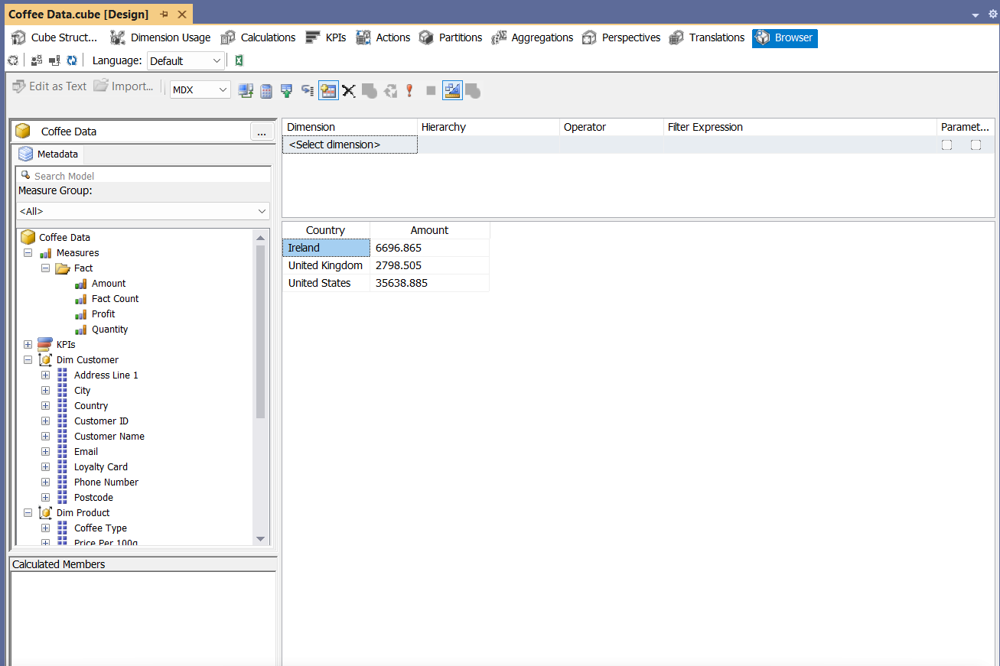 Coffee Data.cube [Design]
Cube Struct... Dimension Usage Calculations KPIs Actions Partitions Aggregations Perspectives Translations Browser
Language: Default
Edit as Text Import... MDX
Coffee Data ...
Metadata
Search Model
Measure Group:
<All>
Coffee Data
Measures
Fact
Amount
Fact Count
Profit
Quantity
KPIs
Dim Customer
Address Line 1
City
Country
Customer ID
Customer Name
Email
Loyalty Card
Phone Number
Postcode
Dim Product
Coffee Type
Price Per 100g
Calculated Members
Dimension Hierarchy Operator Filter Expression Paramet...
<Select dimension>
Country Amount
Ireland 6696.865
United Kingdom 2798.505
United States 35638.885